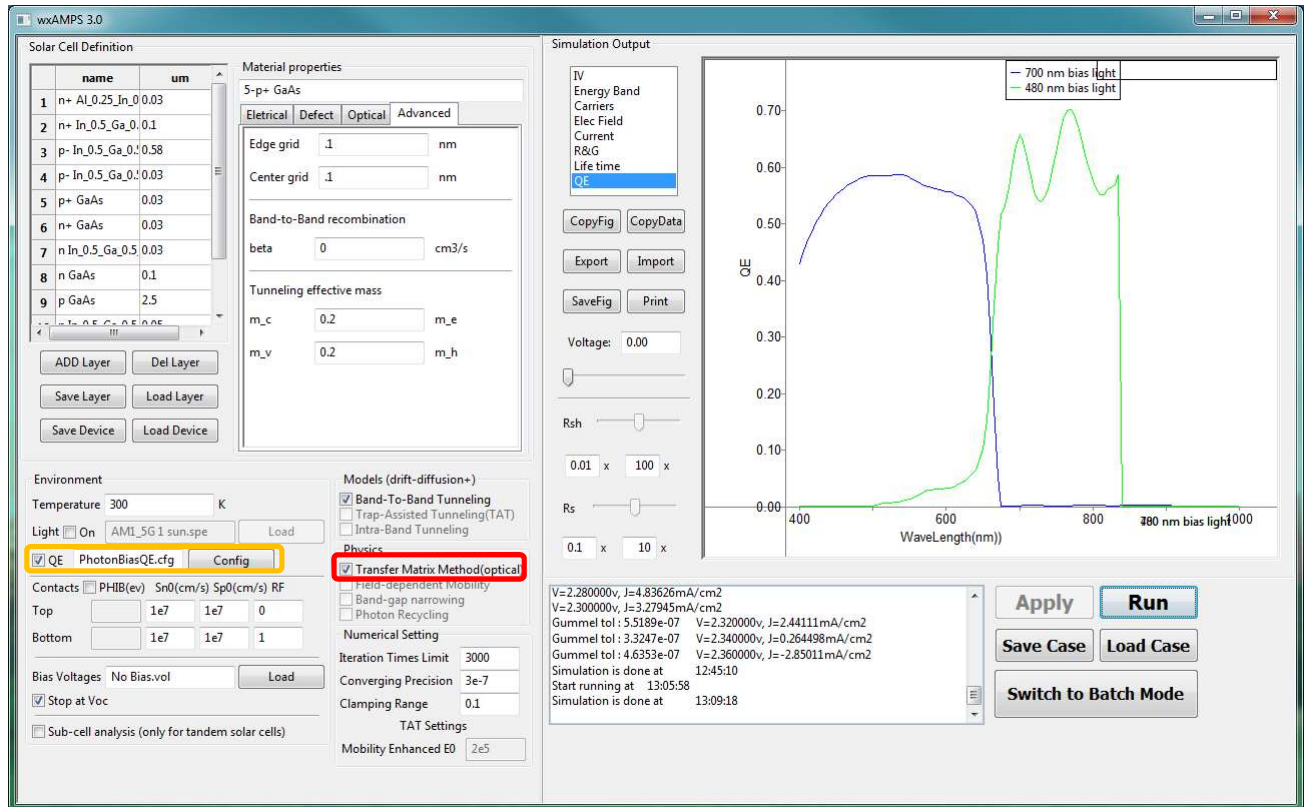 wxAMPS 3.0
Solar Cell Definition
name um
1 n+ Al_0.25_In_0 0.03
2 n+ In_0.5_Ga_0. 0.1
3 p- In_0.5_Ga_0.! 0.58
4 p- In_0.5_Ga_0.! 0.03
5 p+ GaAs 0.03
6 n+ GaAs 0.03
7 n In_0.5_Ga_0.5 0.03
8 n GaAs 0.1
9 p GaAs 2.5
ADD Layer Del Layer
Save Layer Load Layer
Save Device Load Device
Material properties
5-p+ GaAs
Eletrical Defect Optical Advanced
Edge grid .1 nm
Center grid .1 nm
Band-to-Band recombination
beta 0 cm3/s
Tunneling effective mass
m_c 0.2 m_e
m_v 0.2 m_h
Environment
Temperature 300 K
Light On AM1_5G 1 sun.spe Load
QE PhotonBiasQE.cfg Config
Contacts PHIB(ev) Sn0(cm/s) Sp0(cm/s) RF
Top 1e7 1e7 0
Bottom 1e7 1e7 1
Bias Voltages No Bias.vol Load
Stop at Voc
Sub-cell analysis (only for tandem solar cells)
Models (drift-diffusion+)
Band-To-Band Tunneling
Trap-Assisted Tunneling(TAT)
Intra-Band Tunneling
Physics
Transfer Matrix Method(optical)
Field-dependent Mobility
Band-gap narrowing
Photon Recycling
Numerical Setting
Iteration Times Limit 3000
Converging Precision 3e-7
Clamping Range 0.1
TAT Settings
Mobility Enhanced E0 2e5
Simulation Output
IV
Energy Band
Carriers
Elec Field
Current
R&G
Life time
QE
CopyFig CopyData
Export Import
SaveFig Print
Voltage: 0.00
Rsh
0.01 x 100 x
Rs
0.1 x 10 x
700 nm bias light
480 nm bias light
0.70
0.60
0.50
0.40
0.30
0.20
0.10
0.00
QE
400 600 800 1000
nm bias light
WaveLength(nm))
V=2.280000v, J=4.83626mA/cm2
V=2.300000v, J=3.27945mA/cm2
Gummel tol : 5.5189e-07 V=2.320000v, J=2.44111mA/cm2
Gummel tol : 3.3247e-07 V=2.340000v, J=0.264498mA/cm2
Gummel tol : 4.6353e-07 V=2.360000v, J=-2.85011mA/cm2
Simulation is done at 12:45:10
Start running at 13:05:58
Simulation is done at 13:09:18
Apply Run
Save Case Load Case
Switch to Batch Mode